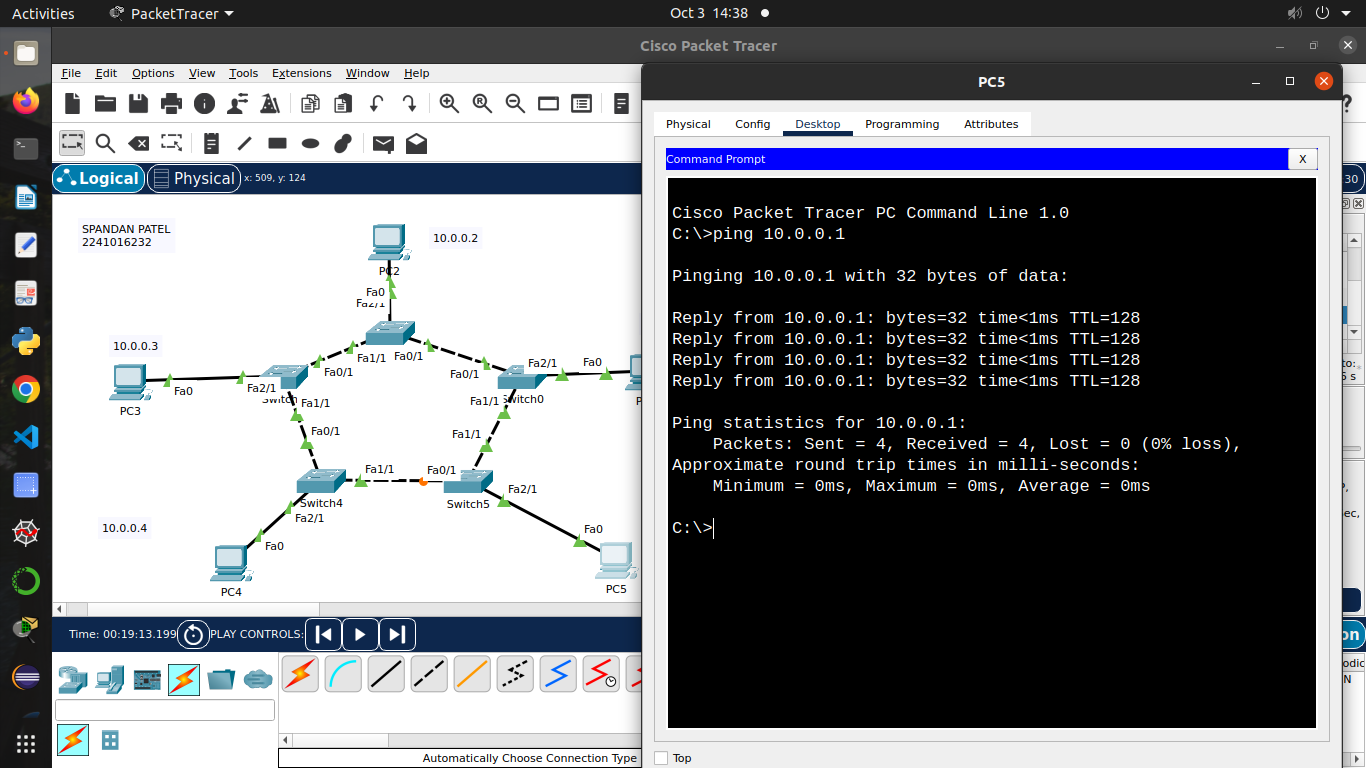 Activities
PacketTracer
Oct 3 14:38
Cisco Packet Tracer
File Edit Options View Tools Extensions Window Help
?
Logical
Physical
x: 509, y: 124
30
SPANDAN PATEL
2241016232
10.0.0.2
PC2
Fa0
Fa2/1
10.0.0.3
Fa1/1
Fa0/1
Fa0/1
Fa0/1
Fa2/1
Fa0
Fa0
Fa2/1
PC3
Switch
Fa1/1
Fa1/1
Switch0
P
Fa0/1
Fa1/1
Fa1/1
Fa0/1
Switch4
Switch5
Fa2/1
Fa2/1
10.0.0.4
Fa0
Fa0
PC4
PC5
Time: 00:19:13.199
PLAY CONTROLS:
Automatically Choose Connection Type
PC5
Physical Config Desktop Programming Attributes
Command Prompt
X
Cisco Packet Tracer PC Command Line 1.0
C:\>ping 10.0.0.1
Pinging 10.0.0.1 with 32 bytes of data:
Reply from 10.0.0.1: bytes=32 time<1ms TTL=128
Reply from 10.0.0.1: bytes=32 time<1ms TTL=128
Reply from 10.0.0.1: bytes=32 time<1ms TTL=128
Reply from 10.0.0.1: bytes=32 time<1ms TTL=128
Ping statistics for 10.0.0.1:
Packets: Sent = 4, Received = 4, Lost = 0 (0% loss),
Approximate round trip times in milli-seconds:
Minimum = 0ms, Maximum = 0ms, Average = 0ms
C:\>
Top